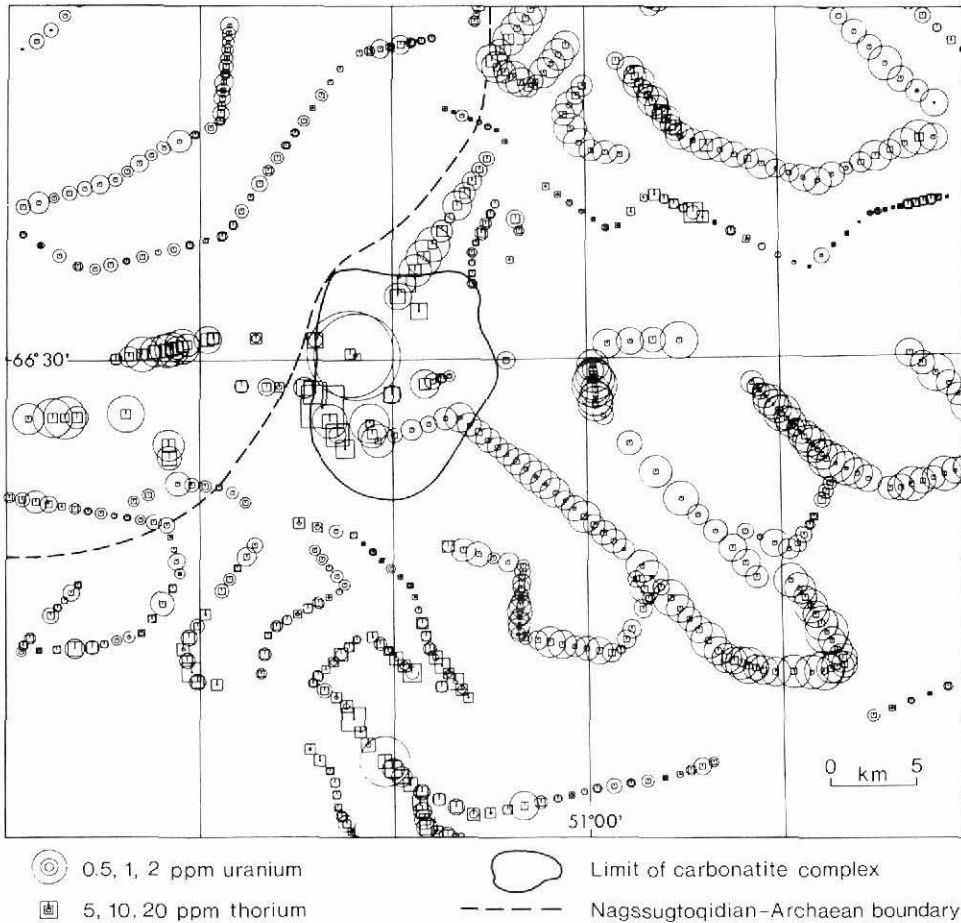 66° 30'
0 5
km
51°00'
0.5, 1, 2 ppm uranium
Limit of carbonatite complex
5, 10, 20 ppm thorium
Nagssugtoqidian-Archaean boundary